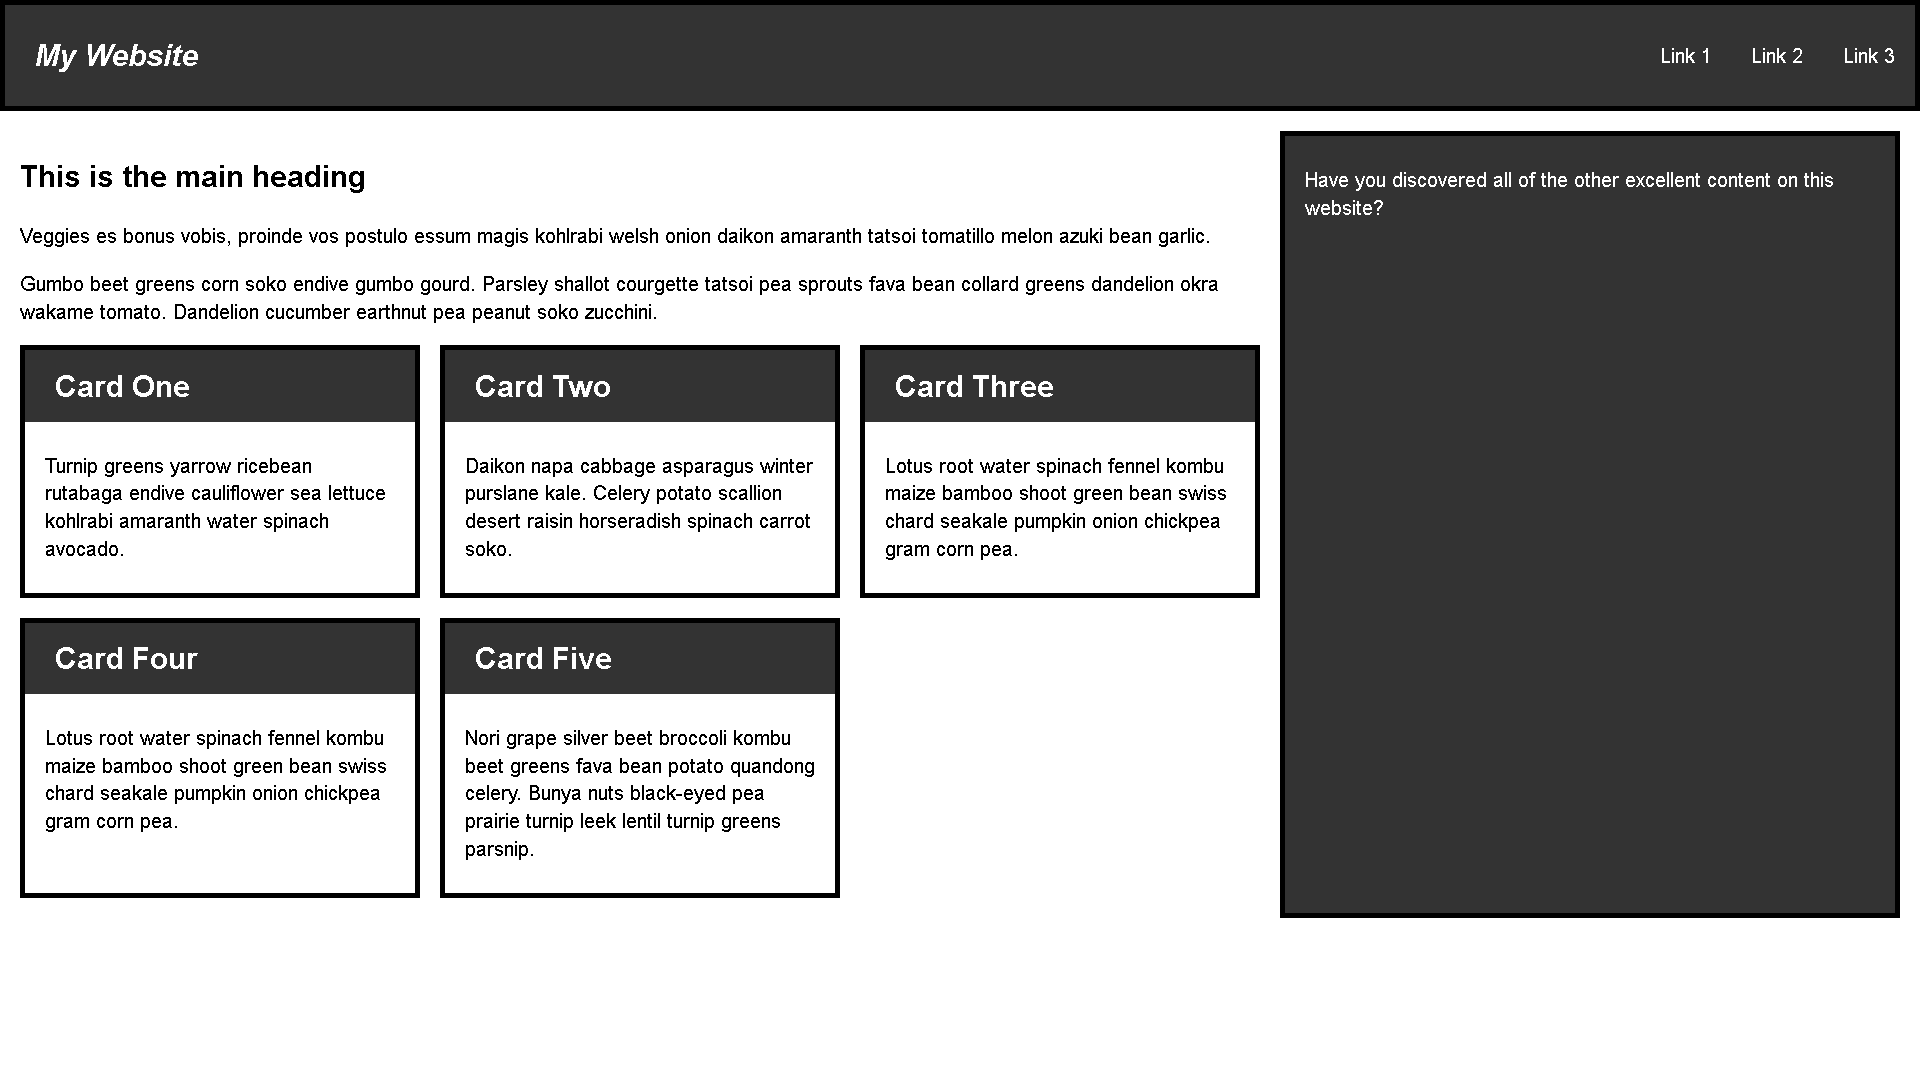 My Website
Link 1
Link 2
Link 3
This is the main heading
Veggies es bonus vobis, proinde vos postulo essum magis kohlrabi welsh onion daikon amaranth tatsoi tomatillo melon azuki bean garlic.
Gumbo beet greens corn soko endive gumbo gourd. Parsley shallot courgette tatsoi pea sprouts fava bean collard greens dandelion okra
wakame tomato. Dandelion cucumber earthnut pea peanut soko zucchini.
Card One
Turnip greens yarrow ricebean
rutabaga endive cauliflower sea lettuce
kohlrabi amaranth water spinach
avocado.
Card Two
Daikon napa cabbage asparagus winter
purslane kale. Celery potato scallion
desert raisin horseradish spinach carrot
soko.
Card Three
Lotus root water spinach fennel kombu
maize bamboo shoot green bean swiss
chard seakale pumpkin onion chickpea
gram corn pea.
Card Four
Lotus root water spinach fennel kombu
maize bamboo shoot green bean swiss
chard seakale pumpkin onion chickpea
gram corn pea.
Card Five
Nori grape silver beet broccoli kombu
beet greens fava bean potato quandong
celery. Bunya nuts black-eyed pea
prairie turnip leek lentil turnip greens
parsnip.
Have you discovered all of the other excellent content on this
website?